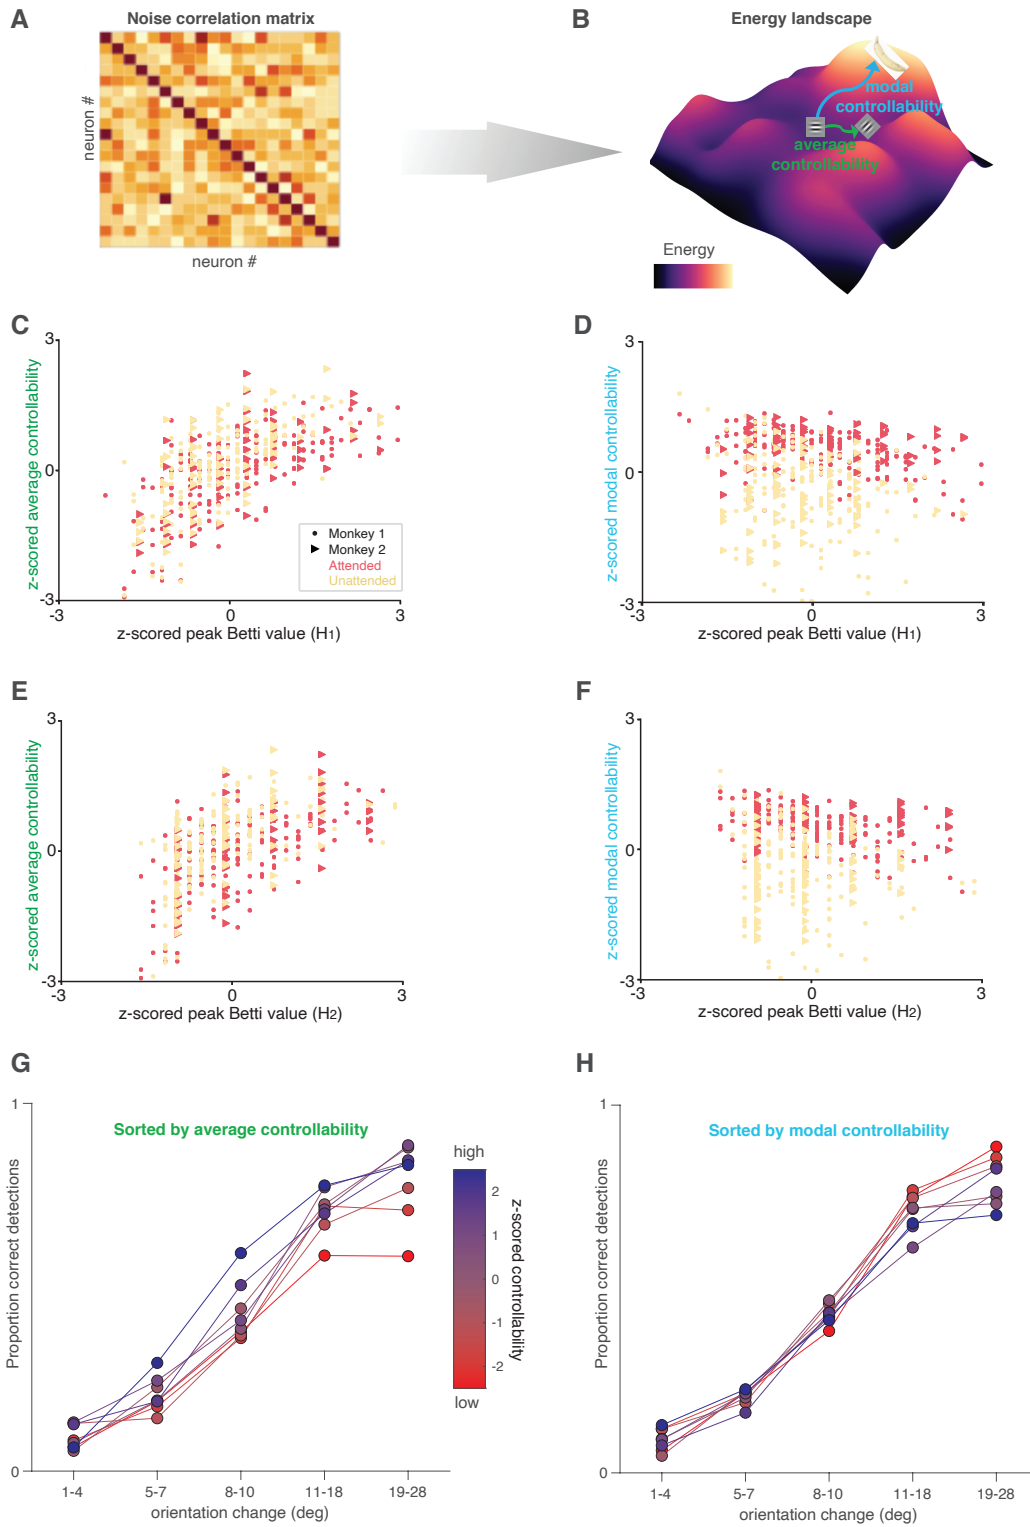 A
Noise correlation matrix
neuron #
neuron #
B
Energy landscape
modal
controllability
average
controllability
Energy
C
3
0
-3
-3
0
3
z-scored average controllability
z-scored peak Betti value (H1)
Monkey 1
Monkey 2
Attended
Unattended
D
3
0
-3
-3
0
3
z-scored modal controllability
z-scored peak Betti value (H1)
E
3
0
-3
-3
0
3
z-scored average controllability
z-scored peak Betti value (H2)
F
3
0
-3
-3
0
3
z-scored modal controllability
z-scored peak Betti value (H2)
G
1
0
Proportion correct detections
Sorted by average controllability
1-4
5-7
8-10
11-18
19-28
orientation change (deg)
high
2
1
0
-1
-2
low
z-scored controllability
H
1
0
Proportion correct detections
Sorted by modal controllability
1-4
5-7
8-10
11-18
19-28
orientation change (deg)